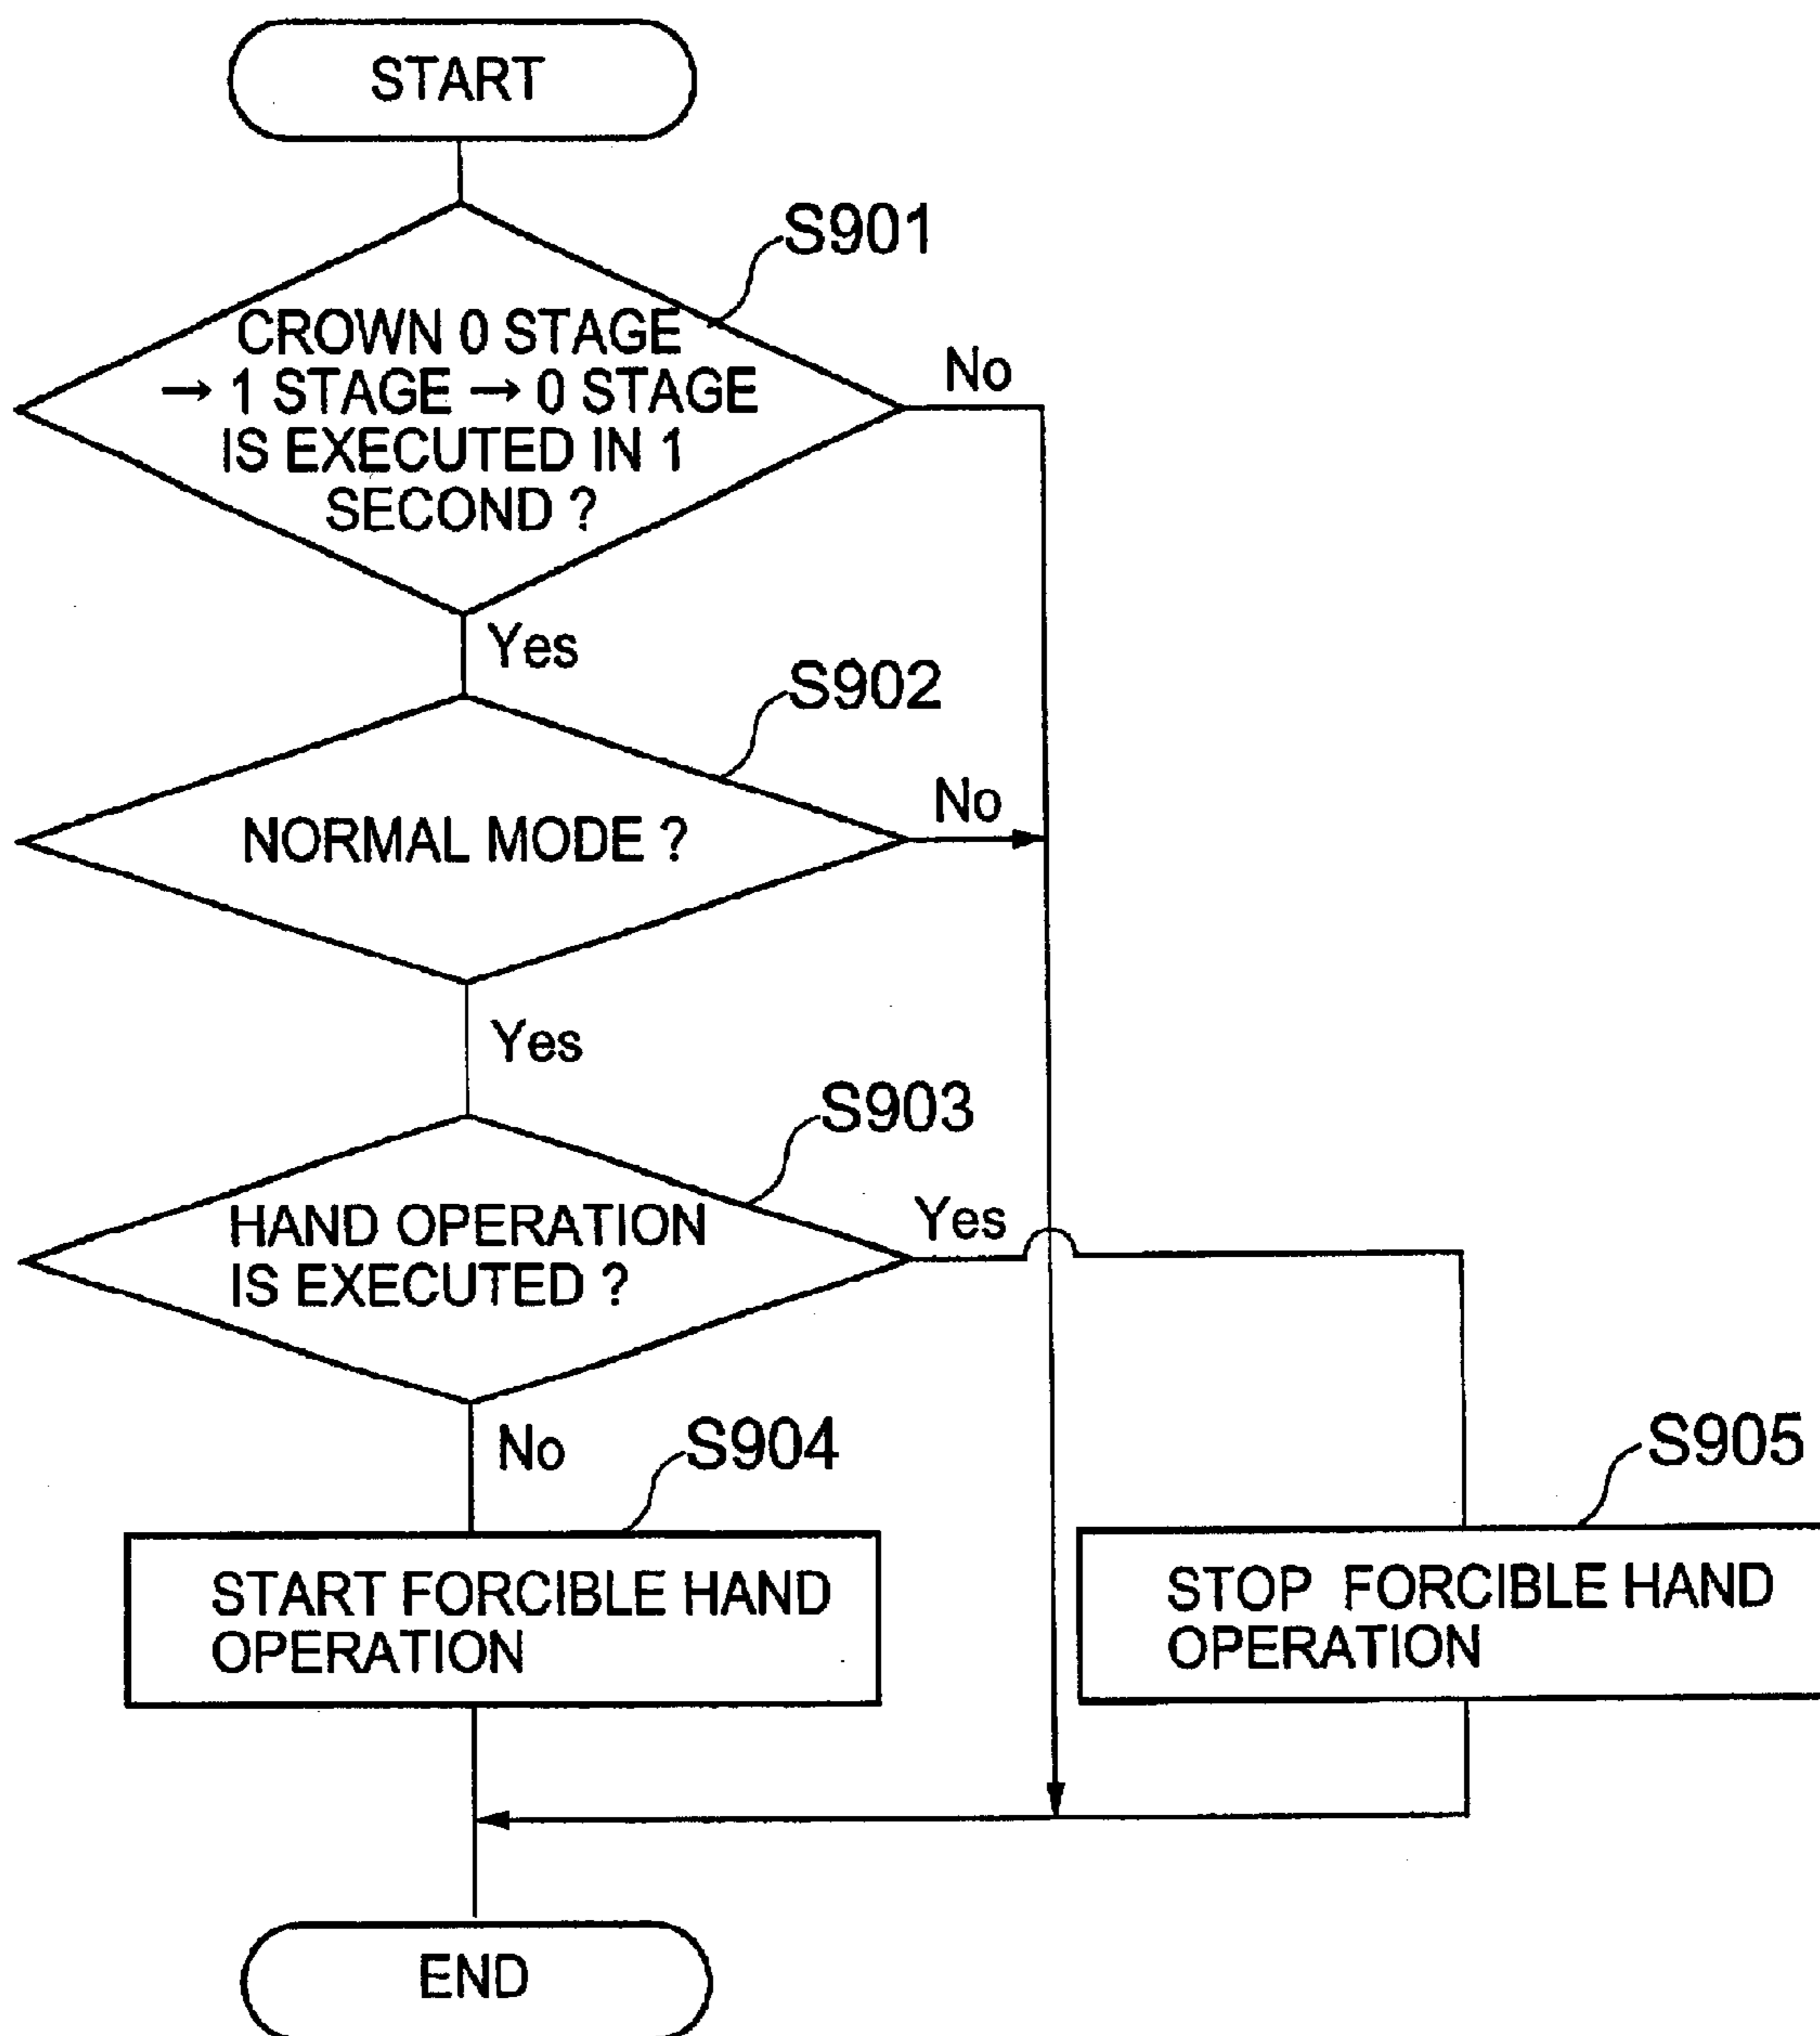 START
S901
CROWN 0 STAGE
→ 1 STAGE → 0 STAGE
IS EXECUTED IN 1
SECOND ?
No
Yes
S902
NORMAL MODE ?
No
Yes
S903
HAND OPERATION
IS EXECUTED ?
Yes
No
S904
START FORCIBLE HAND
OPERATION
S905
STOP FORCIBLE HAND
OPERATION
END